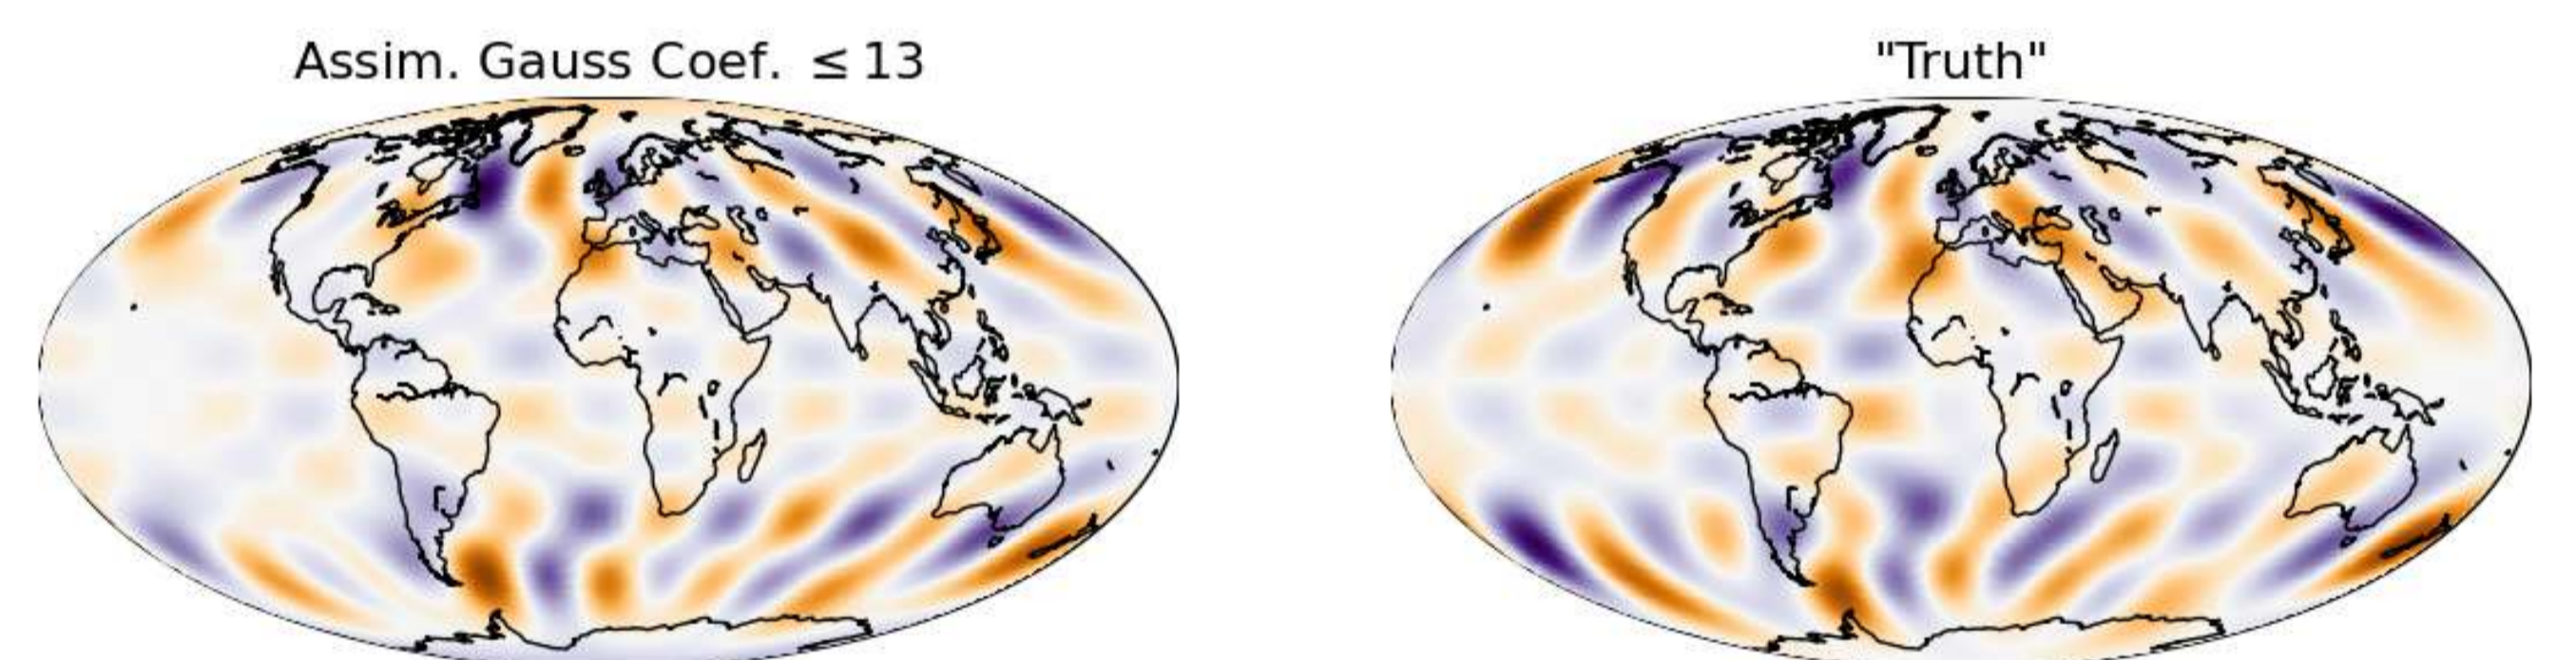 Assim. Gauss Coef. ≤ 13
"Truth"